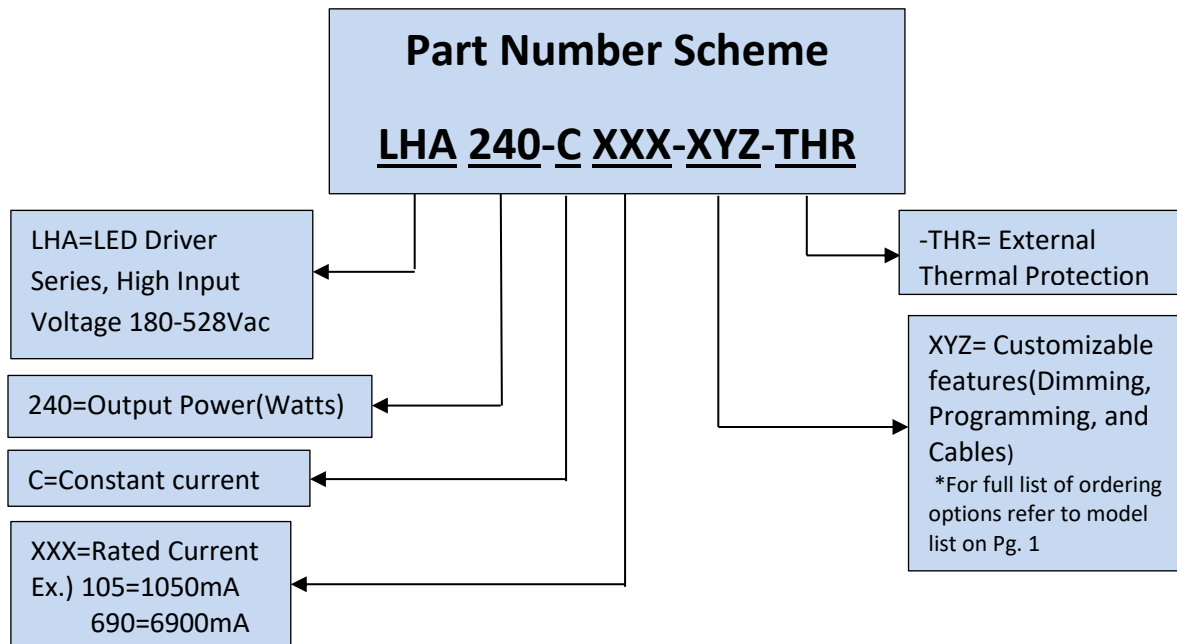 Part Number Scheme
LHA 240-C XXX-XYZ-THR
LHA=LED Driver
Series, High Input
Voltage 180-528Vac
240=Output Power(Watts)
C=Constant current
XXX=Rated Current
Ex.) 105=1050mA
690=6900mA
-THR= External
Thermal Protection
XYZ= Customizable
features(Dimming,
Programming, and
Cables)
*For full list of ordering
options refer to model
list on Pg. 1